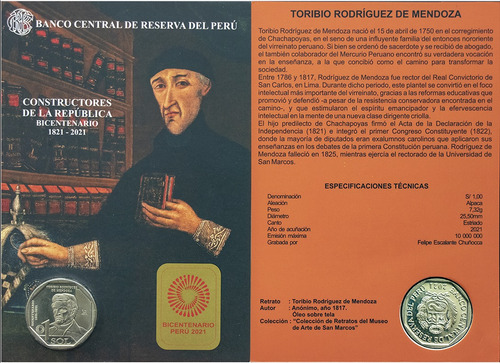 BANCO CENTRAL DE RESERVA DEL PERÚ
CONSTRUCTORES
DE LA REPÚBLICA
BICENTENARIO
1821 - 2021
TORIBIO RODRÍGUEZ
DE MENDOZA
SOL
BICENTENARIO
PERÚ 2021
TORIBIO RODRÍGUEZ DE MENDOZA
Toribio Rodríguez de Mendoza nació el 15 de abril de 1750 en el corregimiento
de Chachapoyas, en el seno de una influyente familia del entonces nororiente
del virreinato peruano. Si bien se ordenó de sacerdote y se recibió de abogado,
el también colaborador del Mercurio Peruano encontró su verdadera vocación
en la enseñanza, a la que concibió como el camino para transformar la
sociedad.
Entre 1786 y 1817, Rodríguez de Mendoza fue rector del Real Convictorio de
San Carlos, en Lima. Durante dicho periodo, este plantel se convirtió en el foco
intelectual más importante del virreinato, gracias a las reformas educativas que
promovió y defendió -a pesar de la resistencia conservadora encontrada en el
camino-, y que estimularon el espíritu emancipador y la efervescencia
intelectual en la mente de una nueva clase dirigente criolla.
El hijo predilecto de Chachapoyas firmó el Acta de la Declaración de la
Independencia (1821) e integró el primer Congreso Constituyente (1822),
donde la mayoría de diputados eran exalumnos carolinos que aplicaron sus
enseñanzas en los debates de la primera Constitución peruana. Rodríguez de
Mendoza falleció en 1825, mientras ejercía el rectorado de la Universidad de
San Marcos.
ESPECIFICACIONES TÉCNICAS
Denominación S/ 1,00
Aleación Alpaca
Peso 7,32g
Diámetro 25,50mm
Canto Estriado
Año de acuñación 2021
Emisión máxima 10 000 000
Grabada por Felipe Escalante Chuñocca
Retrato : Toribio Rodríguez de Mendoza
Autor : Anónimo, año 1817.
Óleo sobre tela
Colección : "Colección de Retratos del Museo
de Arte de San Marcos"
BANCO CENTRAL DE RESERVA DEL PERÚ 2021